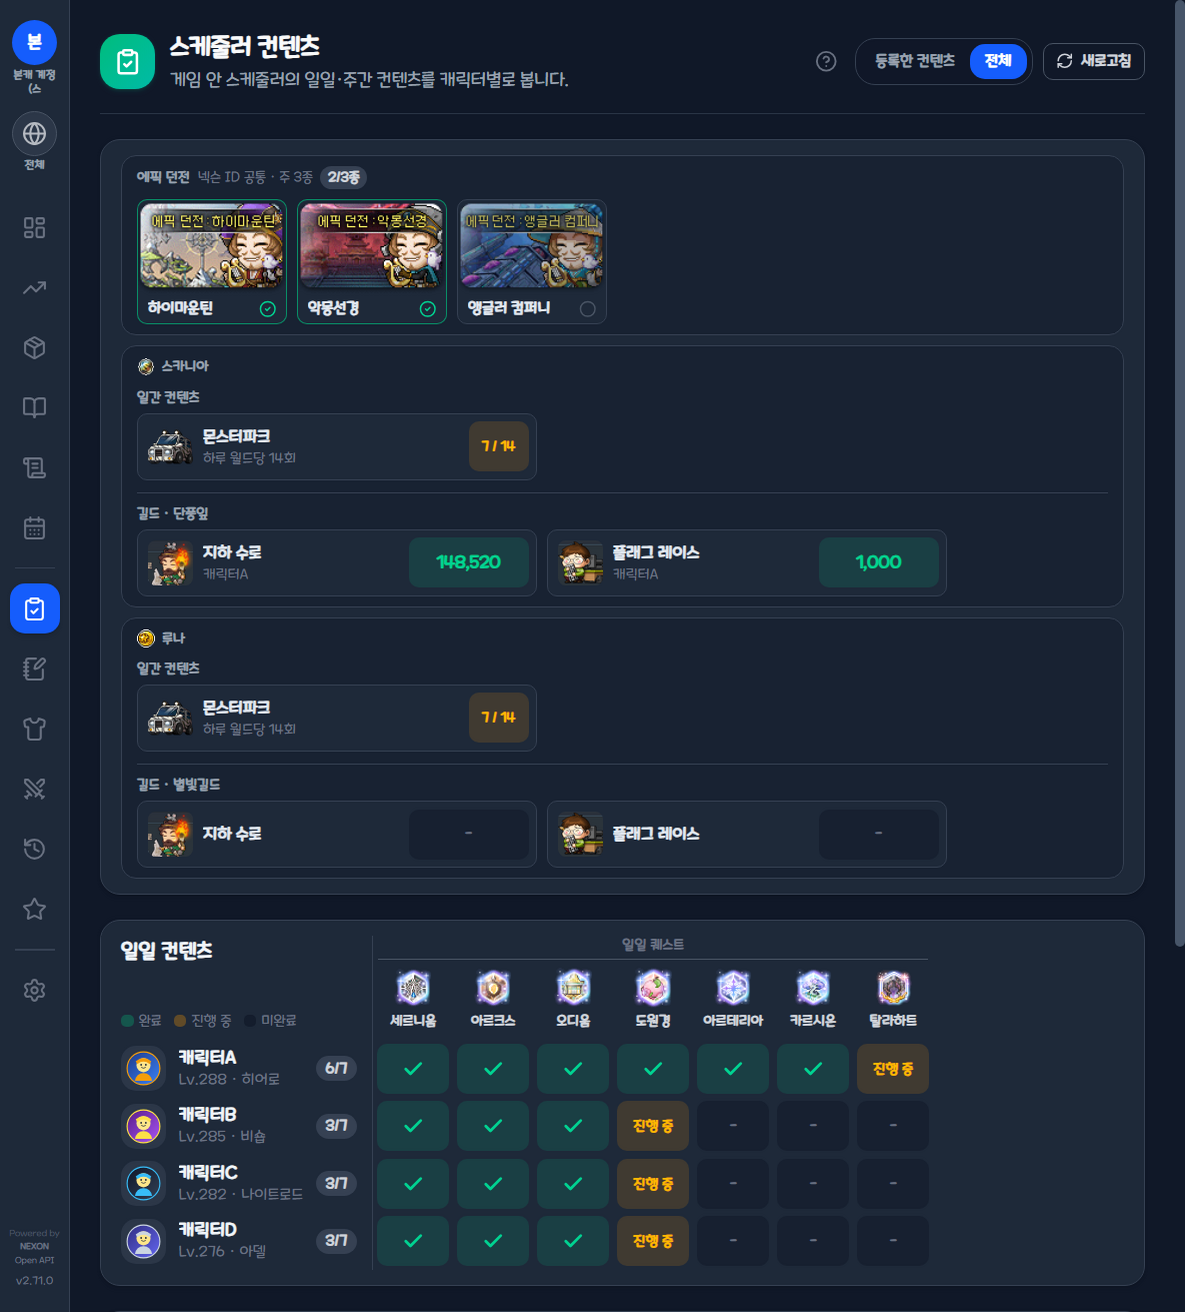 본
본캐 계정
(스
전체
Powered by
NEXON
Open API
v2.71.0
스케줄러 컨텐츠
게임 안 스케줄러의 일일·주간 컨텐츠를 캐릭터별로 봅니다.
등록한 컨텐츠 전체 새로고침
에픽 던전 넥슨 ID 공통 · 주 3종 2/3종
에픽 던전 : 하이마운틴 에픽 던전 : 악몽선경 에픽 던전 : 앵글러 컴퍼니
하이마운틴 악몽선경 앵글러 컴퍼니
스카니아
일간 컨텐츠
몬스터파크
하루 월드당 14회
7 / 14
길드 · 단풍잎
지하 수로
캐릭터A
148,520
플래그 레이스
캐릭터A
1,000
루나
일간 컨텐츠
몬스터파크
하루 월드당 14회
7 / 14
길드 · 별빛길드
지하 수로 -
플래그 레이스 -
일일 컨텐츠
완료 진행 중 미완료
일일 퀘스트
세르니움 아르크스 오디움 도원경 아르테리아 카르시온 탈라하트
캐릭터A
Lv.288 · 히어로
6/7
진행 중
캐릭터B
Lv.285 · 비숍
3/7
진행 중 - - -
캐릭터C
Lv.282 · 나이트로드
3/7
진행 중 - - -
캐릭터D
Lv.276 · 아델
3/7
진행 중 - - -